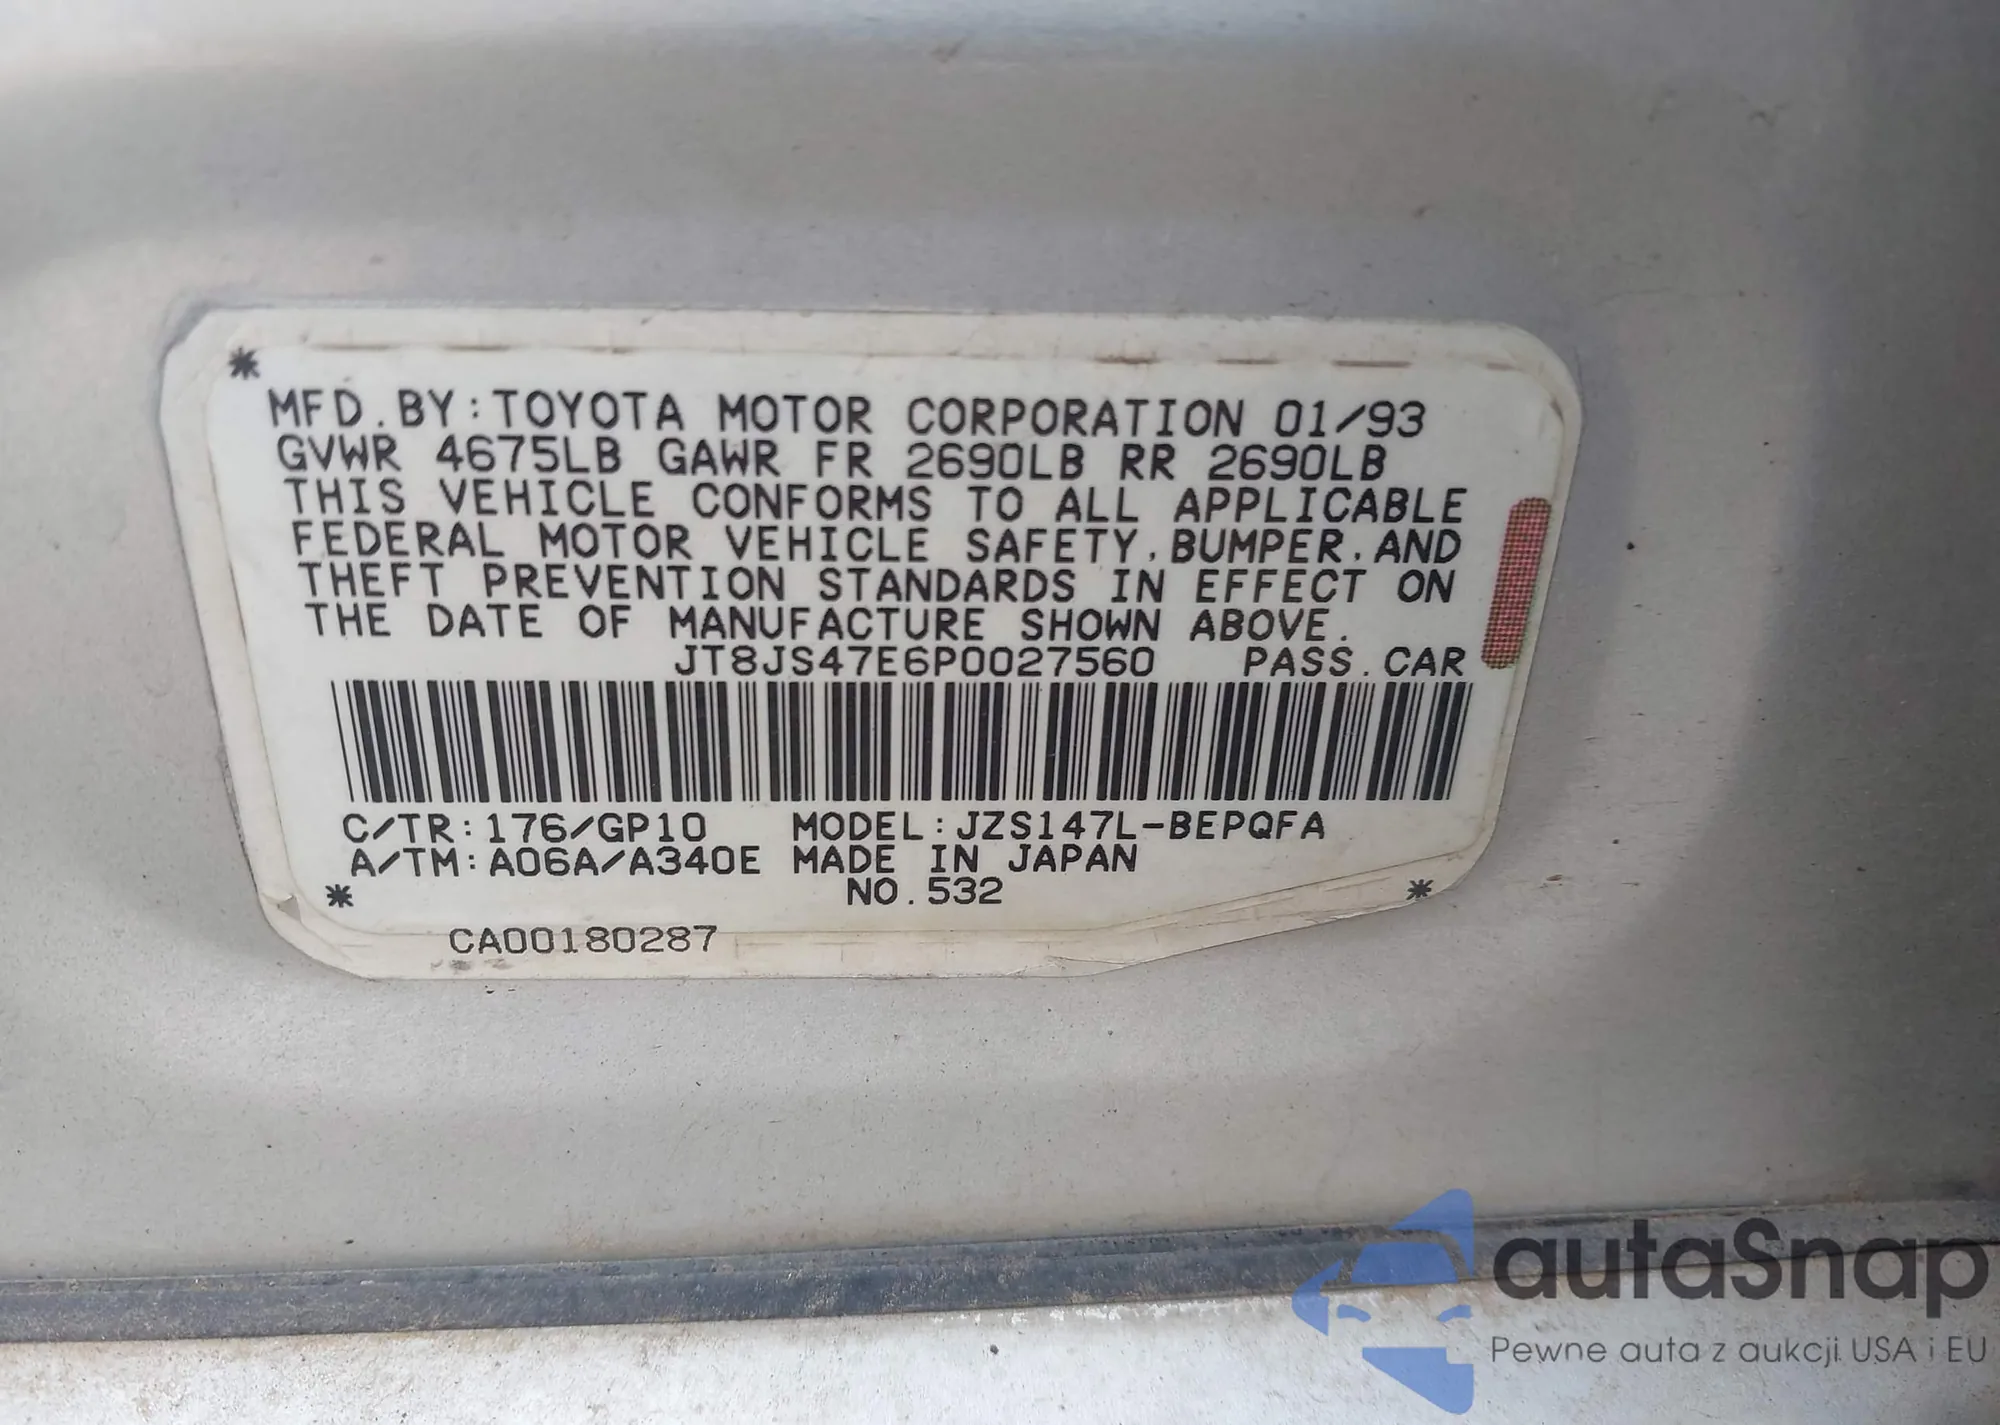 *
MFD.BY:TOYOTA MOTOR CORPORATION 01/93
GVWR 4675LB GAWR FR 2690LB RR 2690LB
THIS VEHICLE CONFORMS TO ALL APPLICABLE
FEDERAL MOTOR VEHICLE SAFETY,BUMPER,AND
THEFT PREVENTION STANDARDS IN EFFECT ON
THE DATE OF MANUFACTURE SHOWN ABOVE.
JT8JS47E6P0027560 PASS.CAR
C/TR:176/GP10 MODEL:JZS147L-BEPQFA
A/TM:A06A/A340E MADE IN JAPAN
* NO.532 *
CA00180287
autaSnap
Pewne auta z aukcji USA i EU